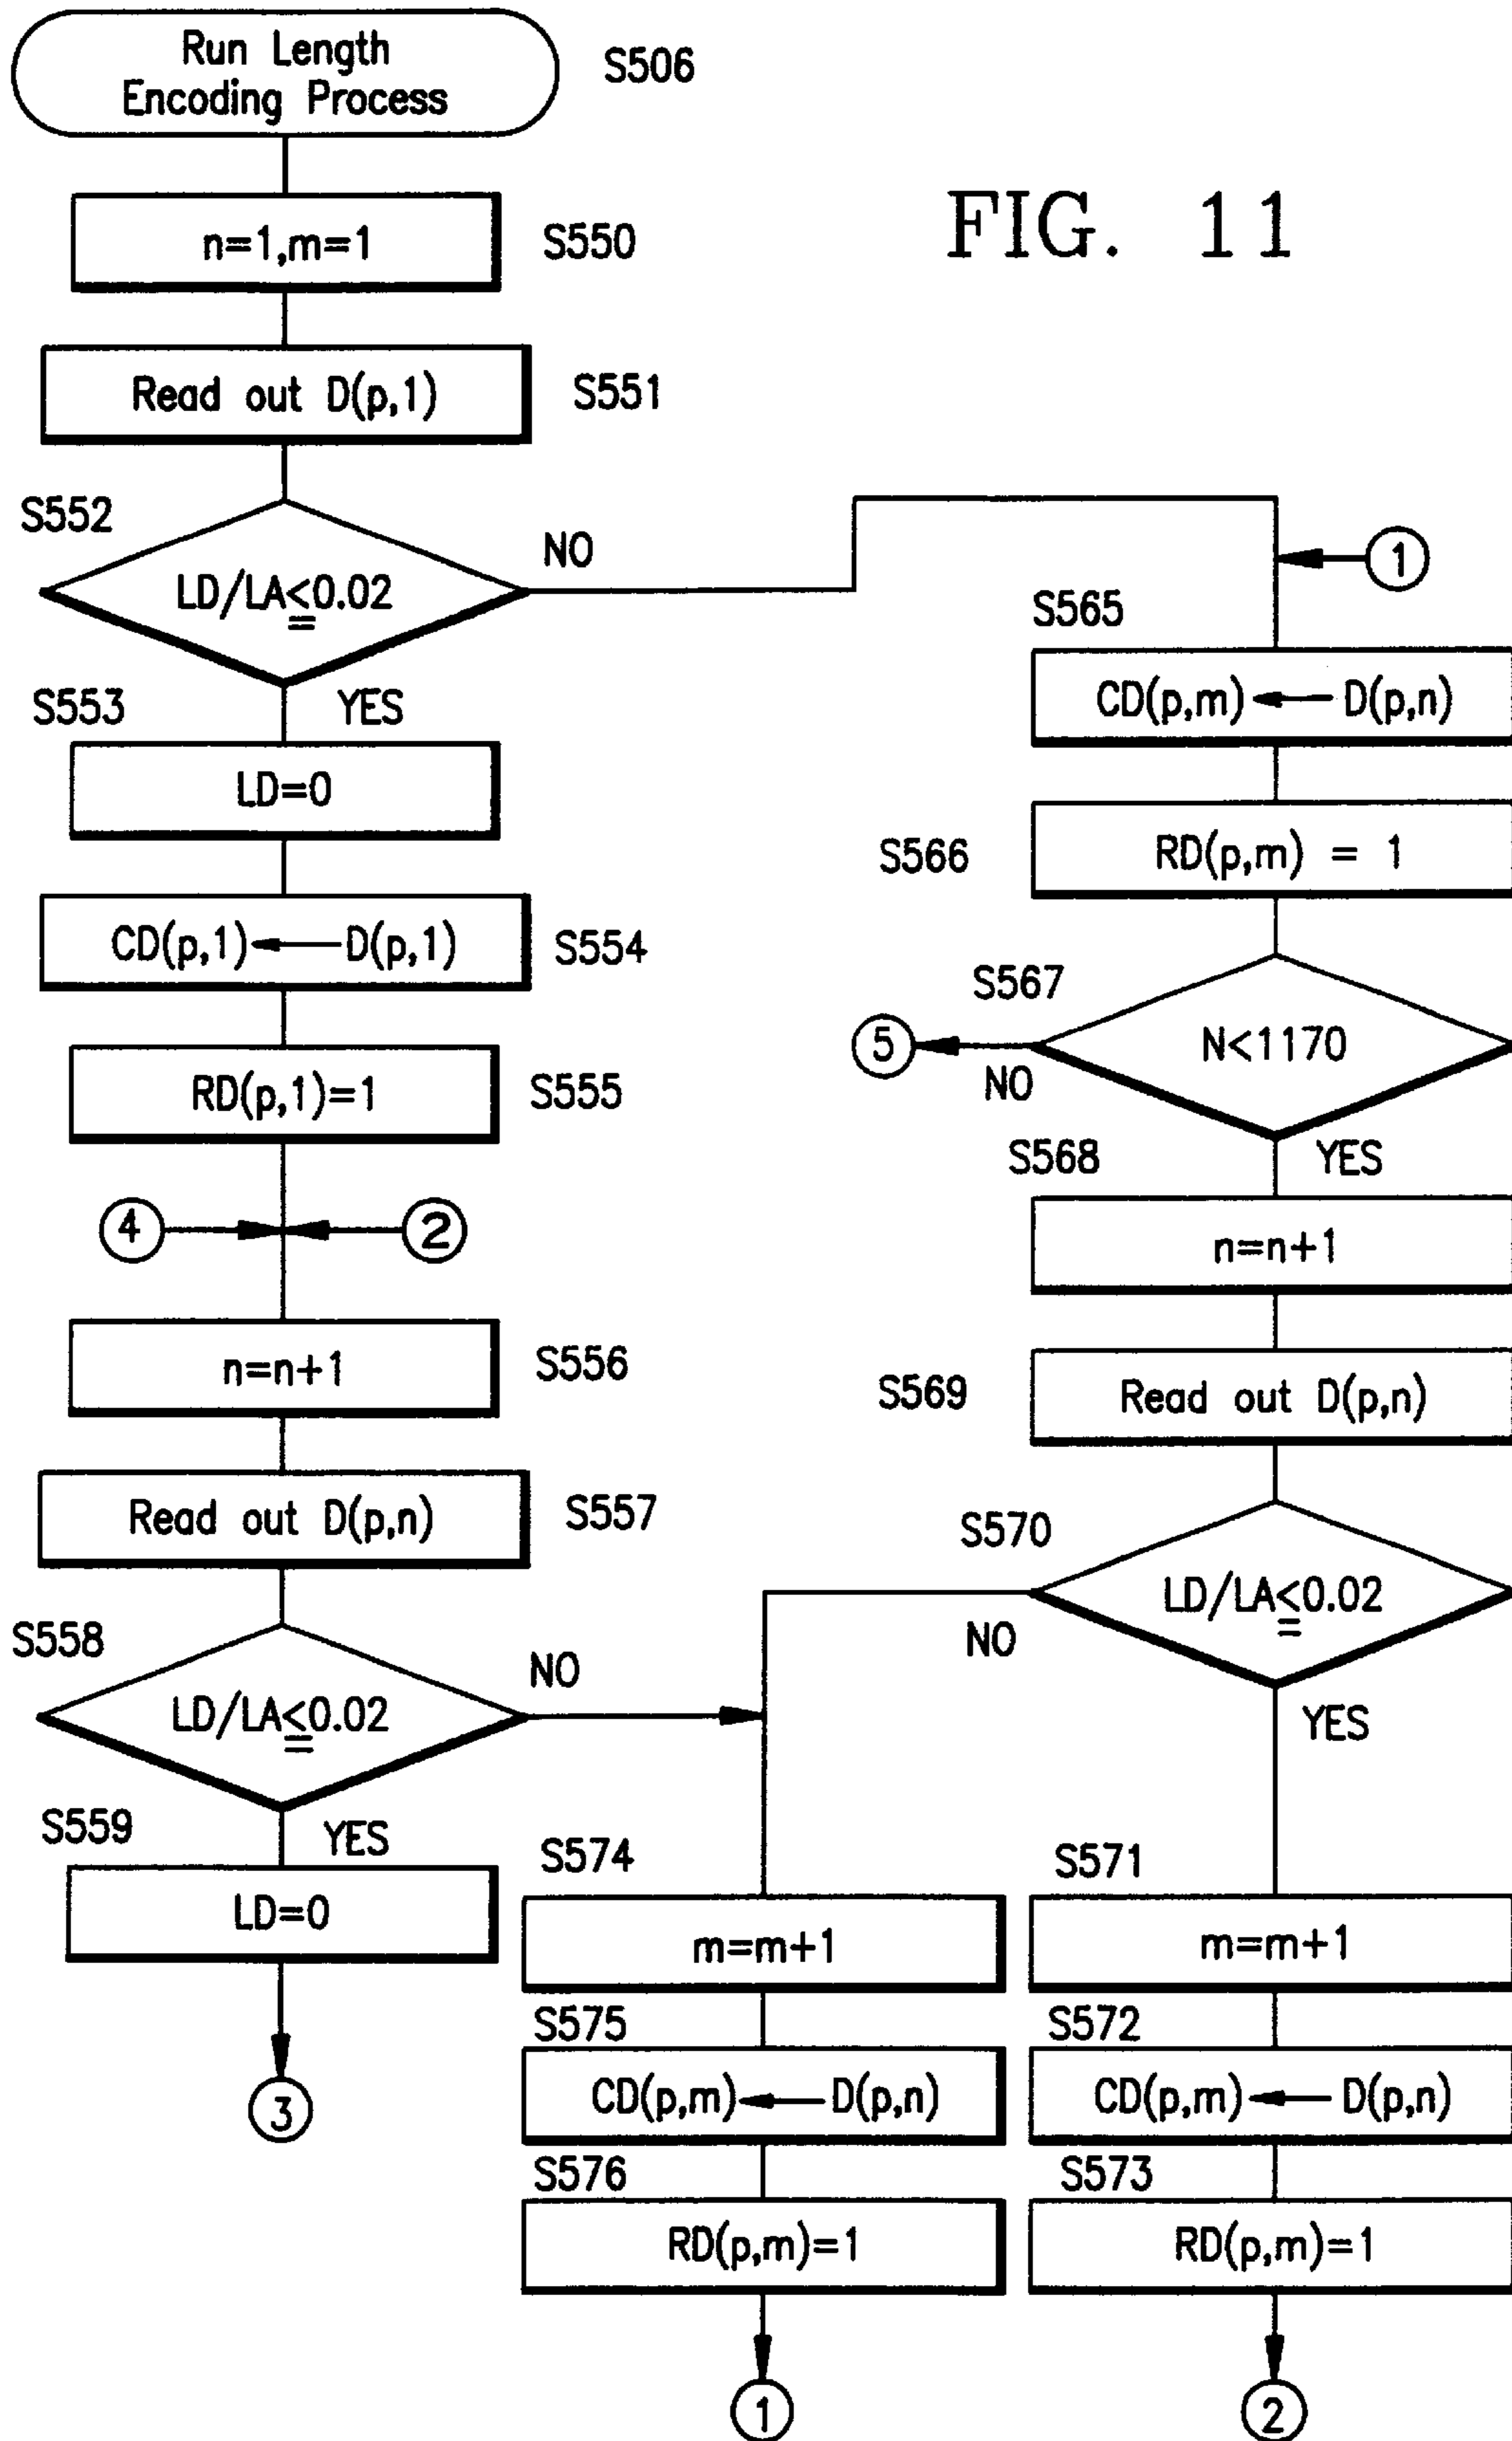 Run Length
Encoding Process
S506
FIG. 11
n=1,m=1
S550
Read out D(p,1)
S551
S552
LD/LA≦0.02
NO
YES
S553
LD=0
CD(p,1)←D(p,1)
S554
RD(p,1)=1
S555
4
2
n=n+1
S556
Read out D(p,n)
S557
S558
LD/LA≦0.02
NO
YES
S559
LD=0
3
1
S565
CD(p,m)←D(p,n)
S566
RD(p,m) = 1
S567
N<1170
5
NO
YES
S568
n=n+1
S569
Read out D(p,n)
S570
LD/LA≦0.02
NO
YES
S574
m=m+1
S575
CD(p,m)←D(p,n)
S576
RD(p,m)=1
1
S571
m=m+1
S572
CD(p,m)←D(p,n)
S573
RD(p,m)=1
2